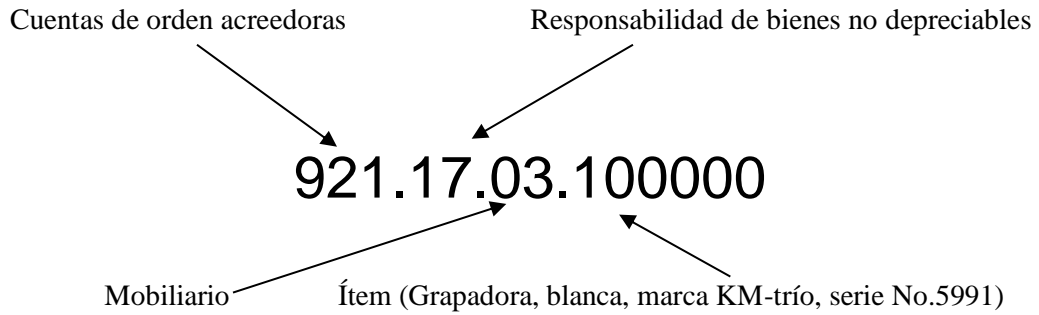 Cuentas de orden acreedoras Responsabilidad de bienes no depreciables
921.17.03.100000
Mobiliario Ítem (Grapadora, blanca, marca KM-trío, serie No.5991)